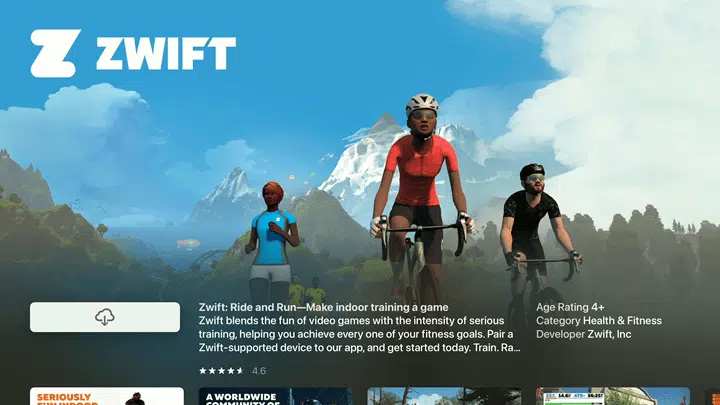 ZWIFT
Zwift: Ride and Run—Make indoor training a game
Zwift blends the fun of video games with the intensity of serious
training, helping you achieve every one of your fitness goals. Pair a
Zwift-supported device to our app, and get started today. Train. Ra...
4.6
Age Rating 4+
Category Health & Fitness
Developer Zwift, Inc
SERIOUSLY
FUN INDOOR
A WORLDWIDE
COMMUNITY OF